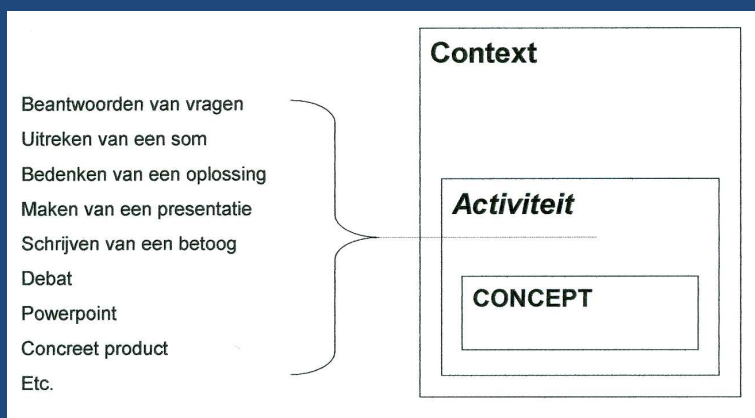 Context
Beantwoorden van vragen
Uitreken van een som
Bedenken van een oplossing
Maken van een presentatie
Schrijven van een betoog
Debat
Powerpoint
Concreet product
Etc.
Activiteit
CONCEPT